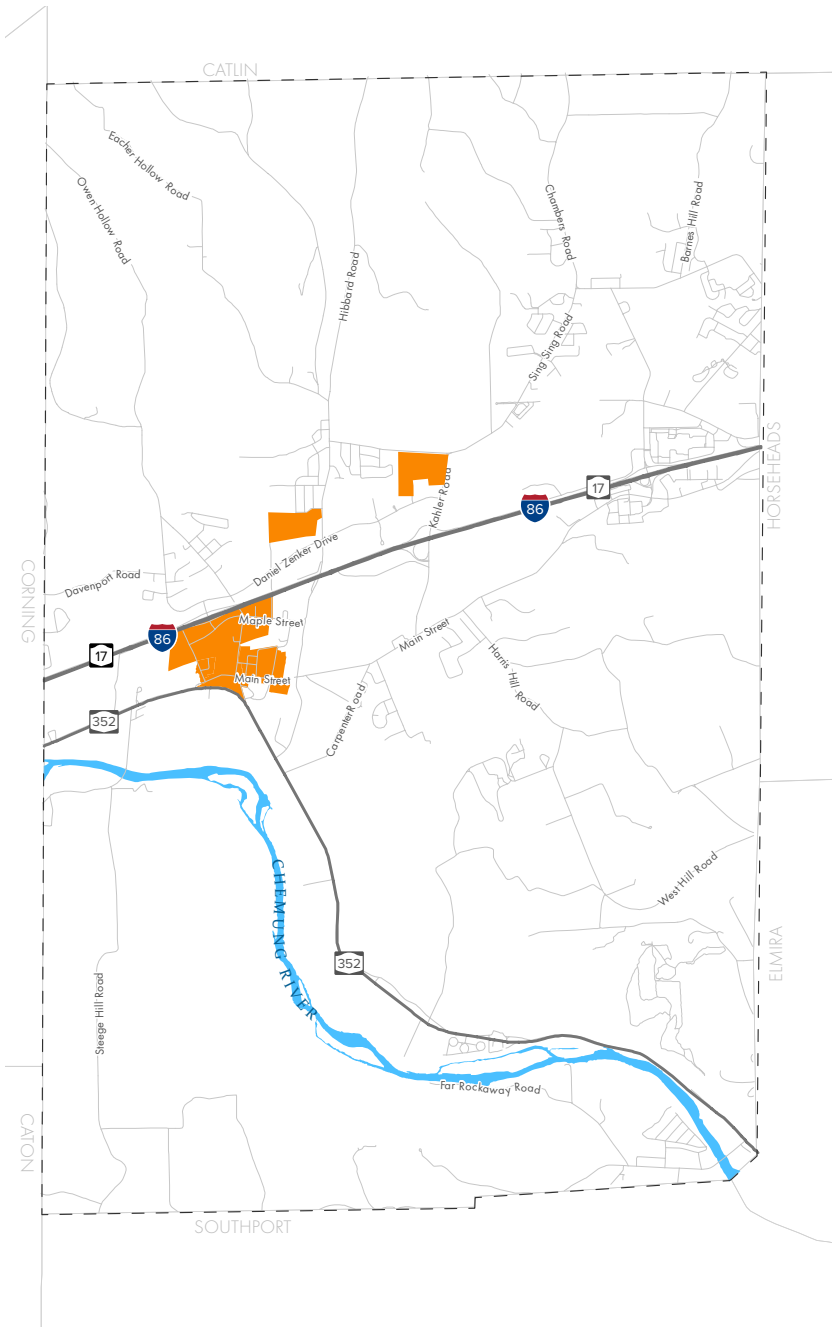 CATLIN
Eacher Hollow Road
Owen Hollow Road
Chambers Road
Barnes Hill Road
Hibbard Road
Sing Sing Road
HORSEHEADS
17
86
Kahler Road
Daniel Zenker Drive
Davenport Road
CORNING
Maple Street
86
17
Main Street
Main Street
Harris Hill Road
Carpenter Road
352
CHEMUNG RIVER
West Hill Road
ELMIRA
352
Steege Hill Road
Far Rockaway Road
CATON
SOUTHPORT